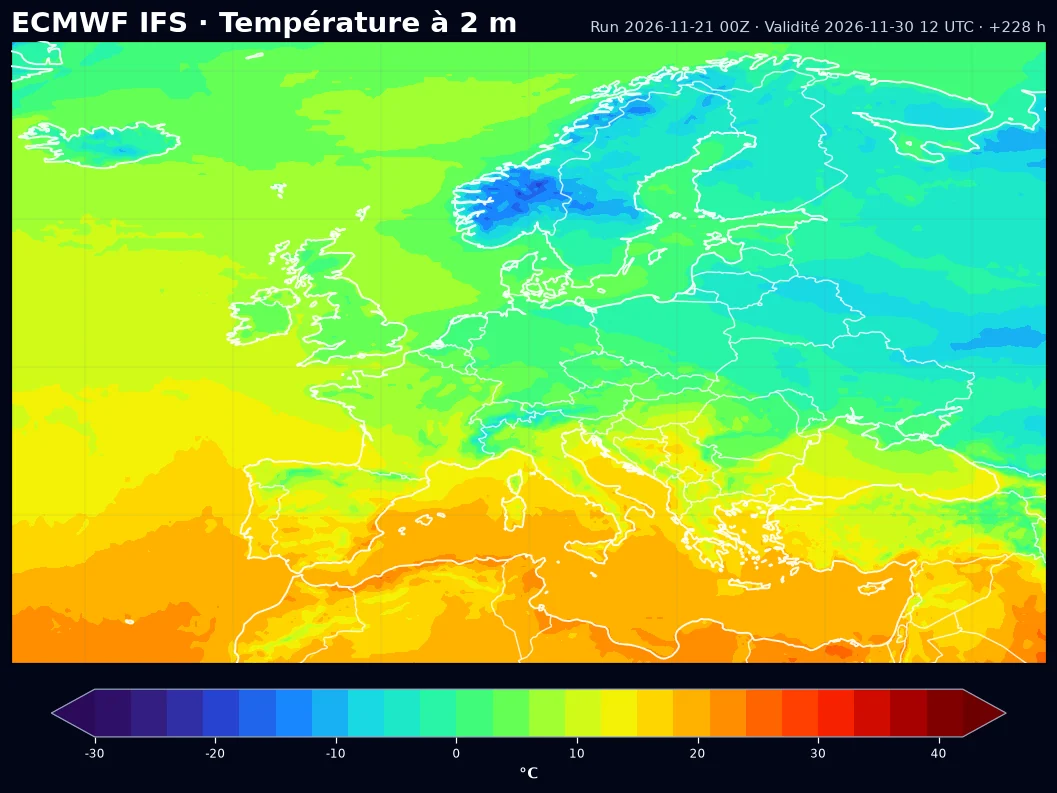 ECMWF IFS · Température à 2 m
Run 2026-11-21 00Z · Validité 2026-11-30 12 UTC · +228 h
-30 -20 -10 0 10 20 30 40
°C